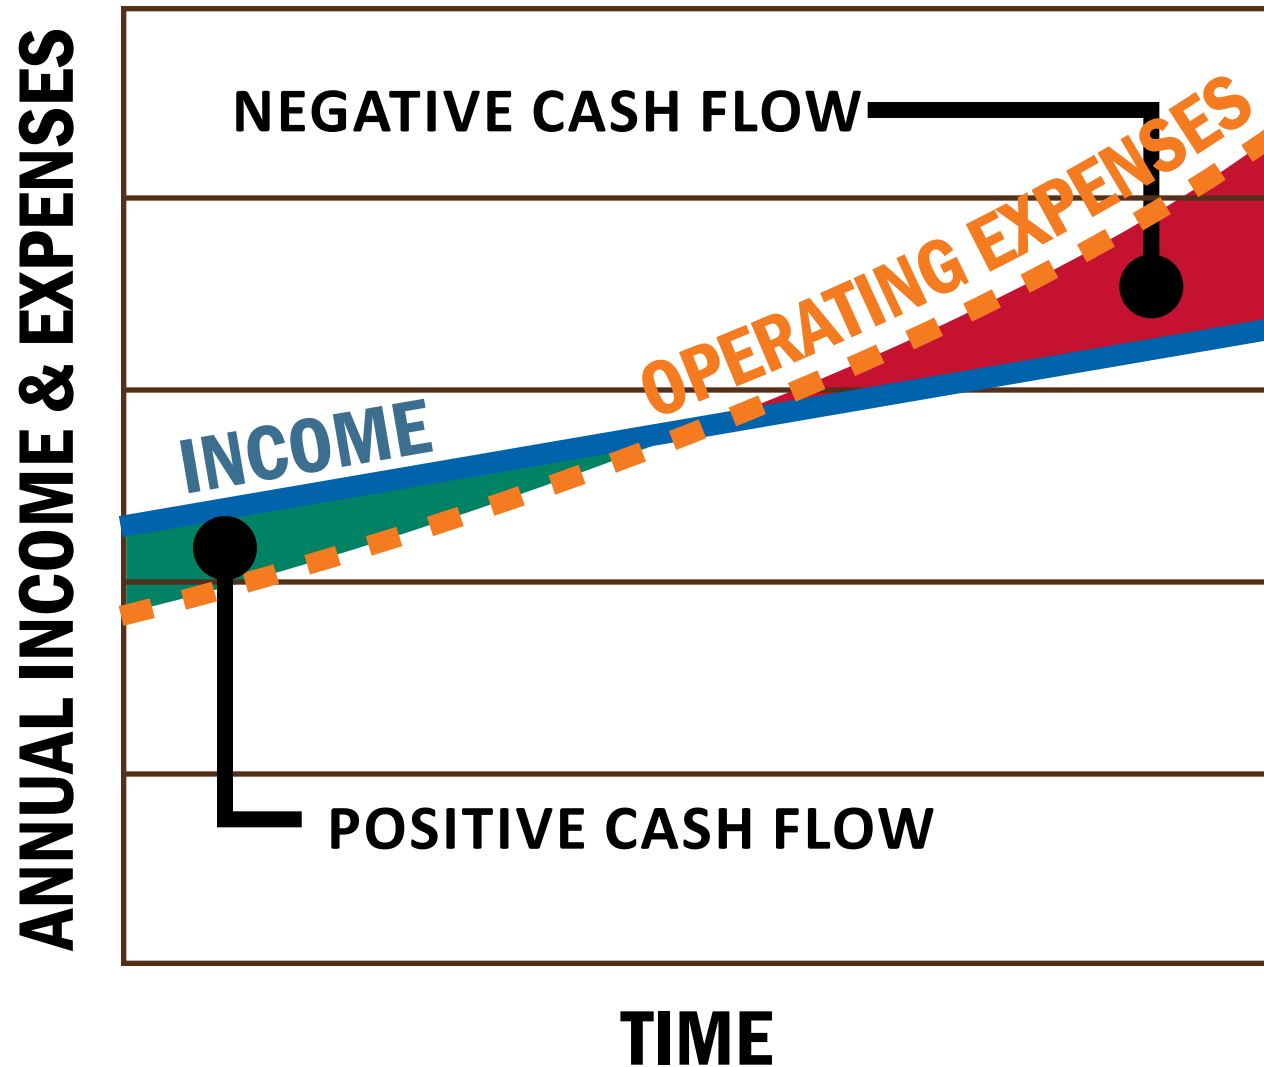 ANNUAL INCOME & EXPENSES
NEGATIVE CASH FLOW
OPERATING EXPENSES
INCOME
POSITIVE CASH FLOW
TIME